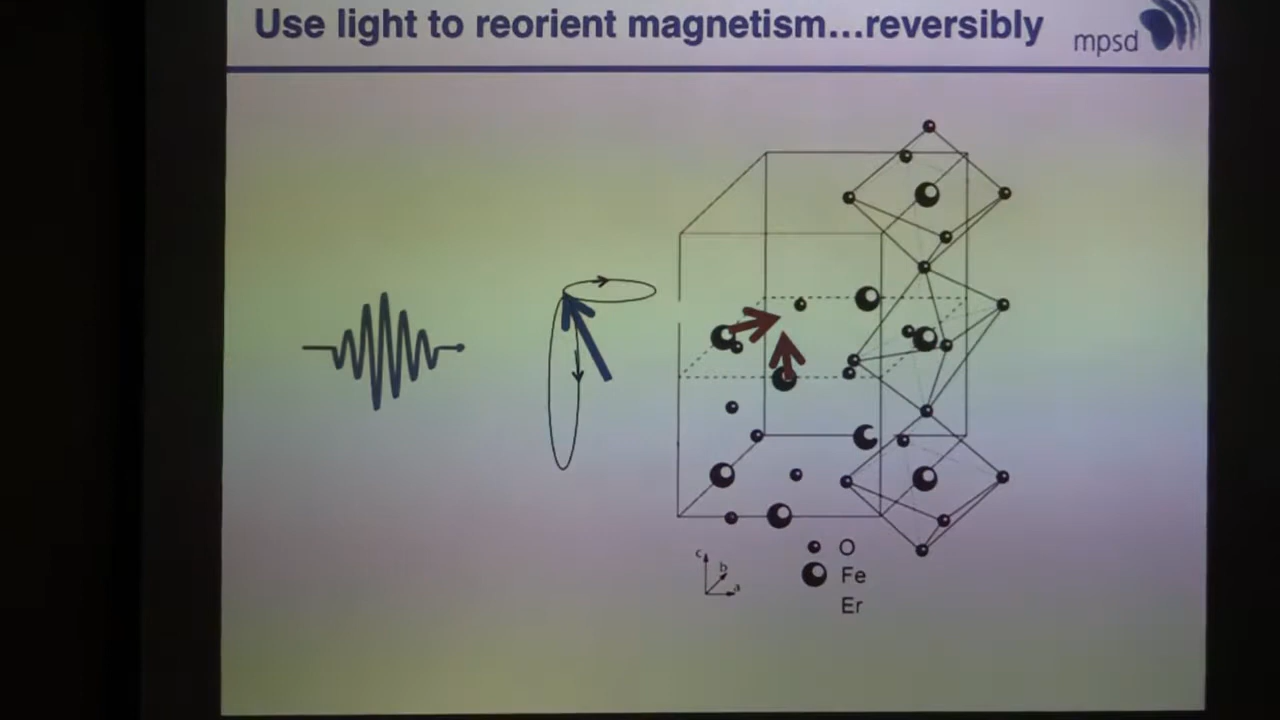 Use light to reorient magnetism...reversibly
mpsd
c
b
a
O
Fe
Er